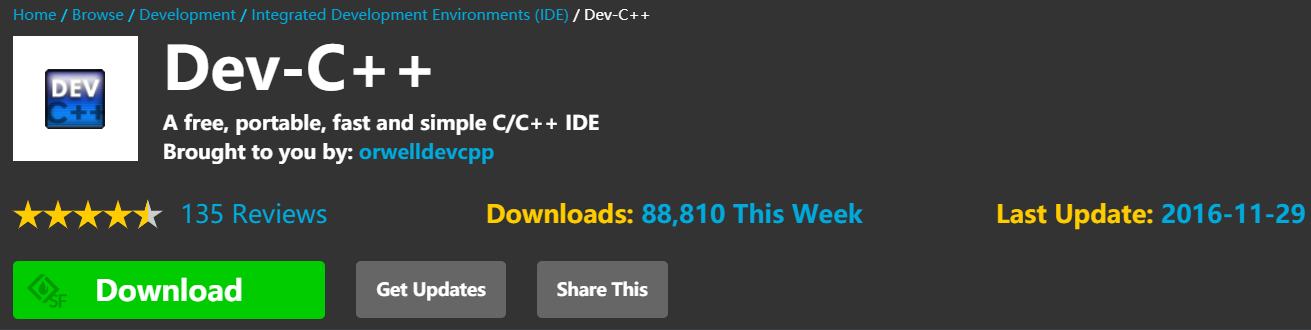 Home / Browse / Development / Integrated Development Environments (IDE) / Dev-C++
DEV
C++
Dev-C++
A free, portable, fast and simple C/C++ IDE
Brought to you by: orwelldevcpp
135 Reviews
Downloads: 88,810 This Week
Last Update: 2016-11-29
SF
Download
Get Updates
Share This